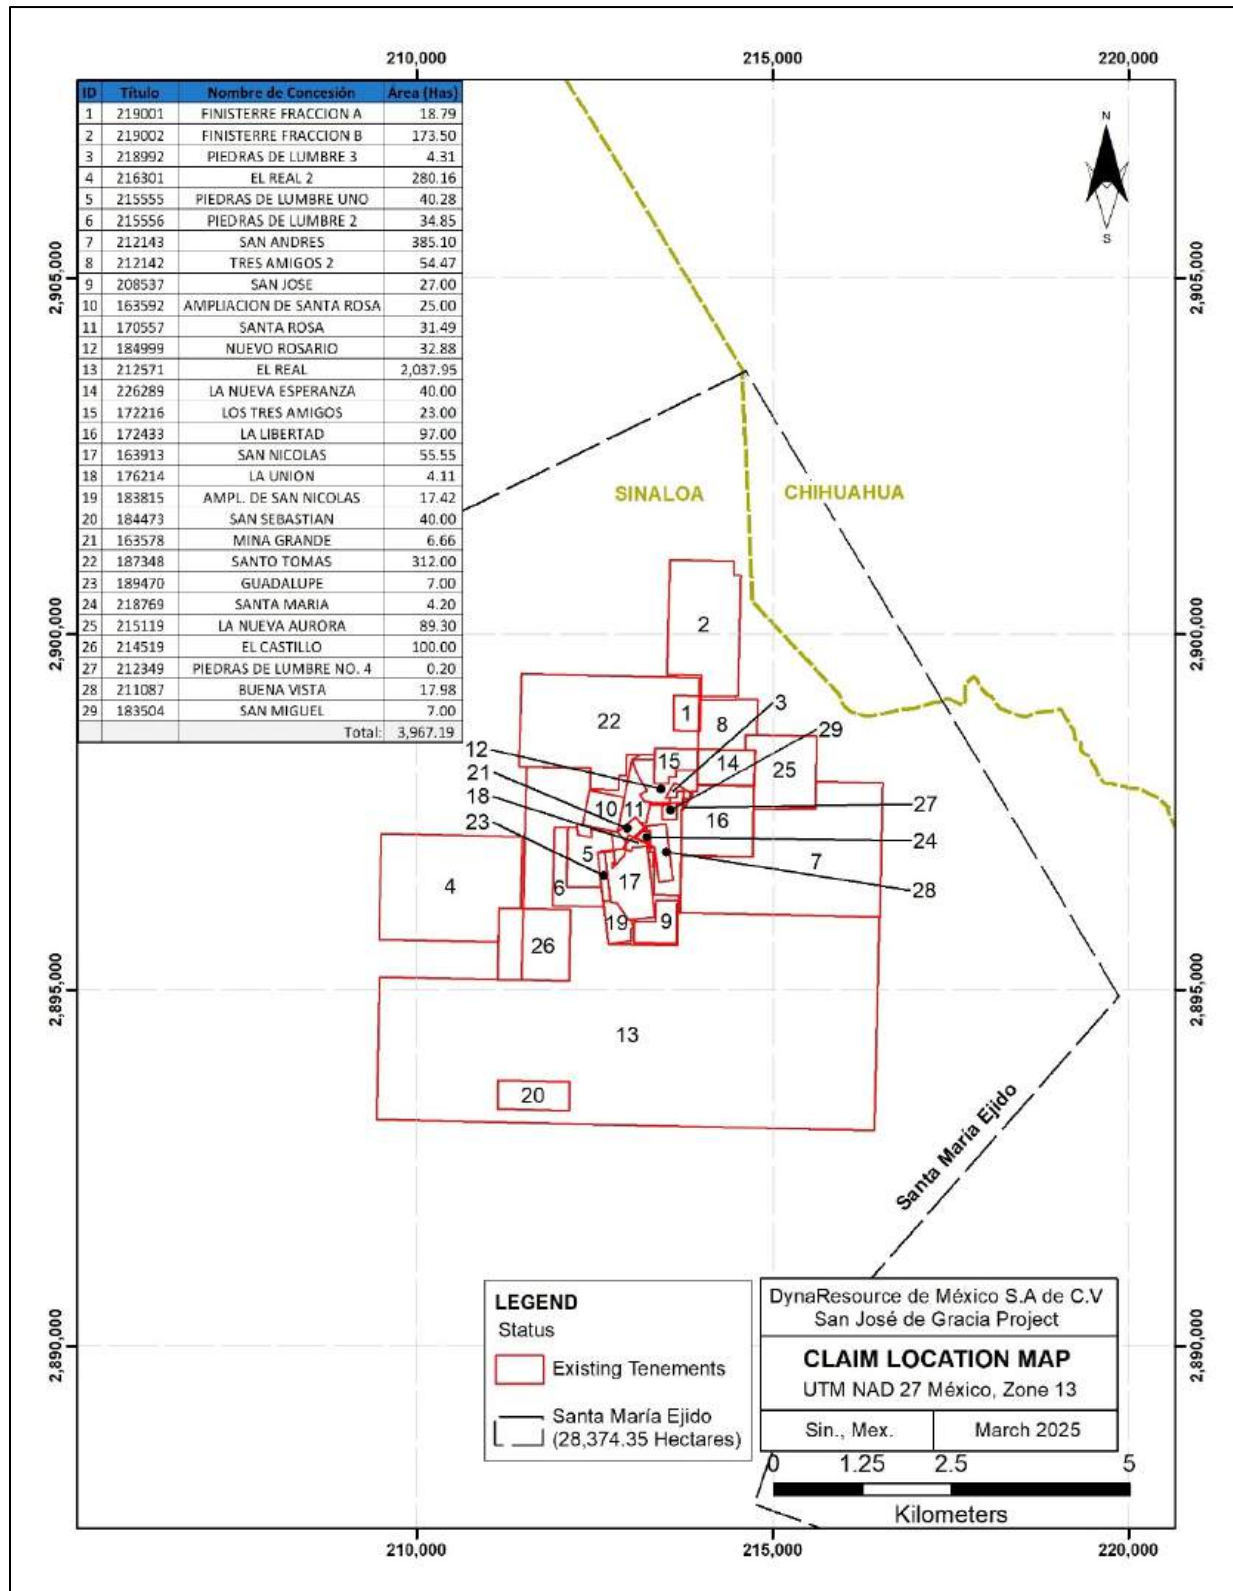 210,000 215,000 220,000
ID Título Nombre de Concesión Área (Has)
1 219001 FINISTERRE FRACCION A 18.79
2 219002 FINISTERRE FRACCION B 173.50
3 218992 PIEDRAS DE LUMBRE 3 4.31
4 216301 EL REAL 2 280.16
5 215555 PIEDRAS DE LUMBRE UNO 40.28
6 215556 PIEDRAS DE LUMBRE 2 34.85
7 212143 SAN ANDRES 385.10
8 212142 TRES AMIGOS 2 54.47
9 208537 SAN JOSE 27.00
10 163592 AMPLIACION DE SANTA ROSA 25.00
11 170557 SANTA ROSA 31.49
12 184999 NUEVO ROSARIO 32.88
13 212571 EL REAL 2,037.95
14 226289 LA NUEVA ESPERANZA 40.00
15 172216 LOS TRES AMIGOS 23.00
16 172433 LA LIBERTAD 97.00
17 163913 SAN NICOLAS 55.55
18 176214 LA UNION 4.11
19 183815 AMPL. DE SAN NICOLAS 17.42
20 184473 SAN SEBASTIAN 40.00
21 163578 MINA GRANDE 6.66
22 187348 SANTO TOMAS 312.00
23 189470 GUADALUPE 7.00
24 218769 SANTA MARIA 4.20
25 215119 LA NUEVA AURORA 89.30
26 214519 EL CASTILLO 100.00
27 212349 PIEDRAS DE LUMBRE NO. 4 0.20
28 211087 BUENA VISTA 17.98
29 183504 SAN MIGUEL 7.00
Total: 3,967.19
N
S
2,905,000 2,905,000
SINALOA CHIHUAHUA
2,900,000 2,900,000
2
1
3
22
8
29
12
15
14
25
21
27
18
10
11
16
24
23
5
7
4
6
17
28
19
9
26
2,895,000 2,895,000
13
20
Santa María Ejido
2,890,000 2,890,000
LEGEND
Status
Existing Tenements
Santa María Ejido
(28,374.35 Hectares)
DynaResource de México S.A de C.V
San José de Gracia Project
CLAIM LOCATION MAP
UTM NAD 27 México, Zone 13
Sin., Mex. March 2025
0 1.25 2.5 5
Kilometers
210,000 215,000 220,000